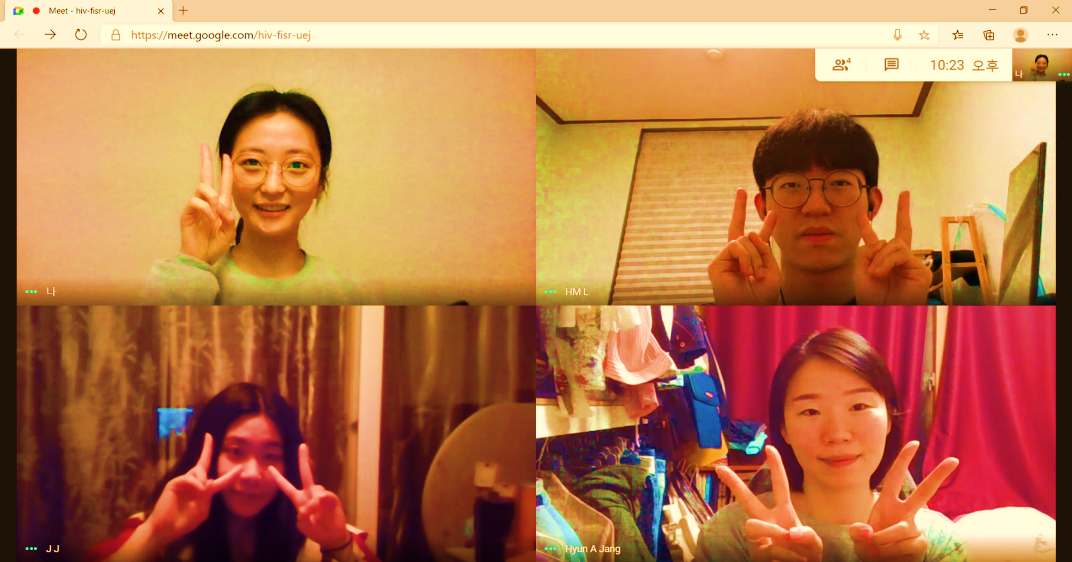 Meet - hiv-fisr-uej
https://meet.google.com/hiv-fisr-uej
4
10:23 오후
나
나
HM L
J J
Hyun A Jang